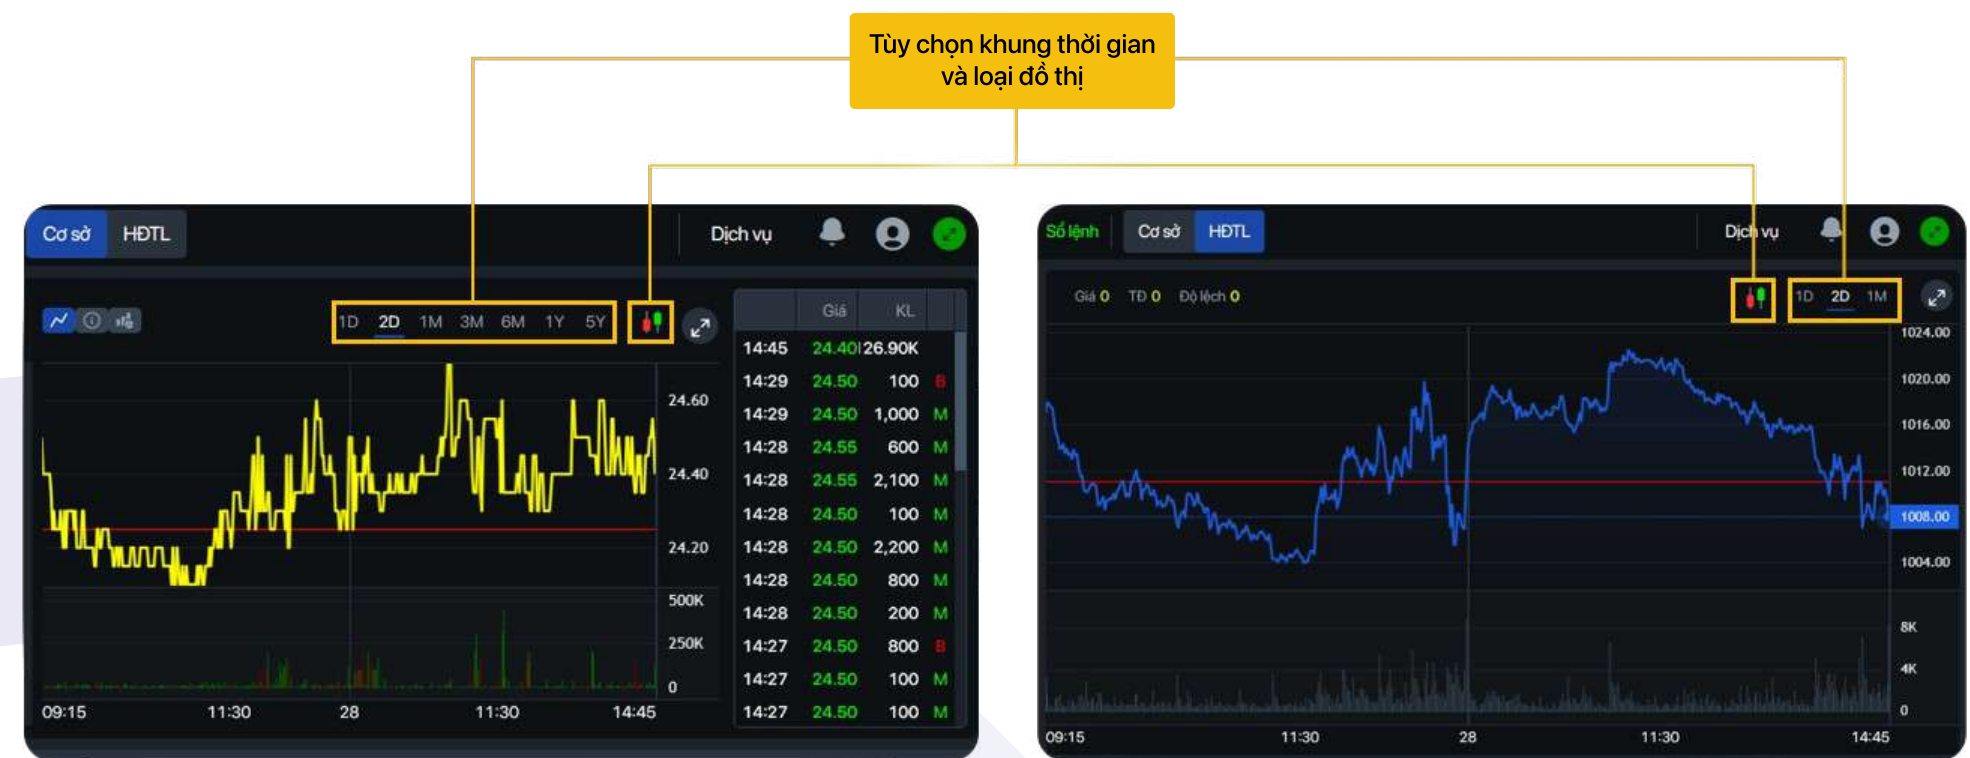 Tùy chọn khung thời gian
và loại đồ thị
Cơ sở HĐTL Dịch vụ
1D 2D 1M 3M 6M 1Y 5Y
24.60
24.40
24.20
500K
250K
0
09:15 11:30 28 11:30 14:45
Giá KL
14:45 24.40 126.90K
14:29 24.50 100 B
14:29 24.50 1,000 M
14:28 24.55 600 M
14:28 24.55 2,100 M
14:28 24.50 100 M
14:28 24.50 2,200 M
14:28 24.50 800 M
14:28 24.50 200 M
14:27 24.50 800 B
14:27 24.50 100 M
14:27 24.50 100 M
Sổ lệnh Cơ sở HĐTL Dịch vụ
Giá 0 TĐ 0 Độ lệch 0
1D 2D 1M
1024.00
1020.00
1016.00
1012.00
1008.00
1004.00
8K
4K
0
09:15 11:30 28 11:30 14:45